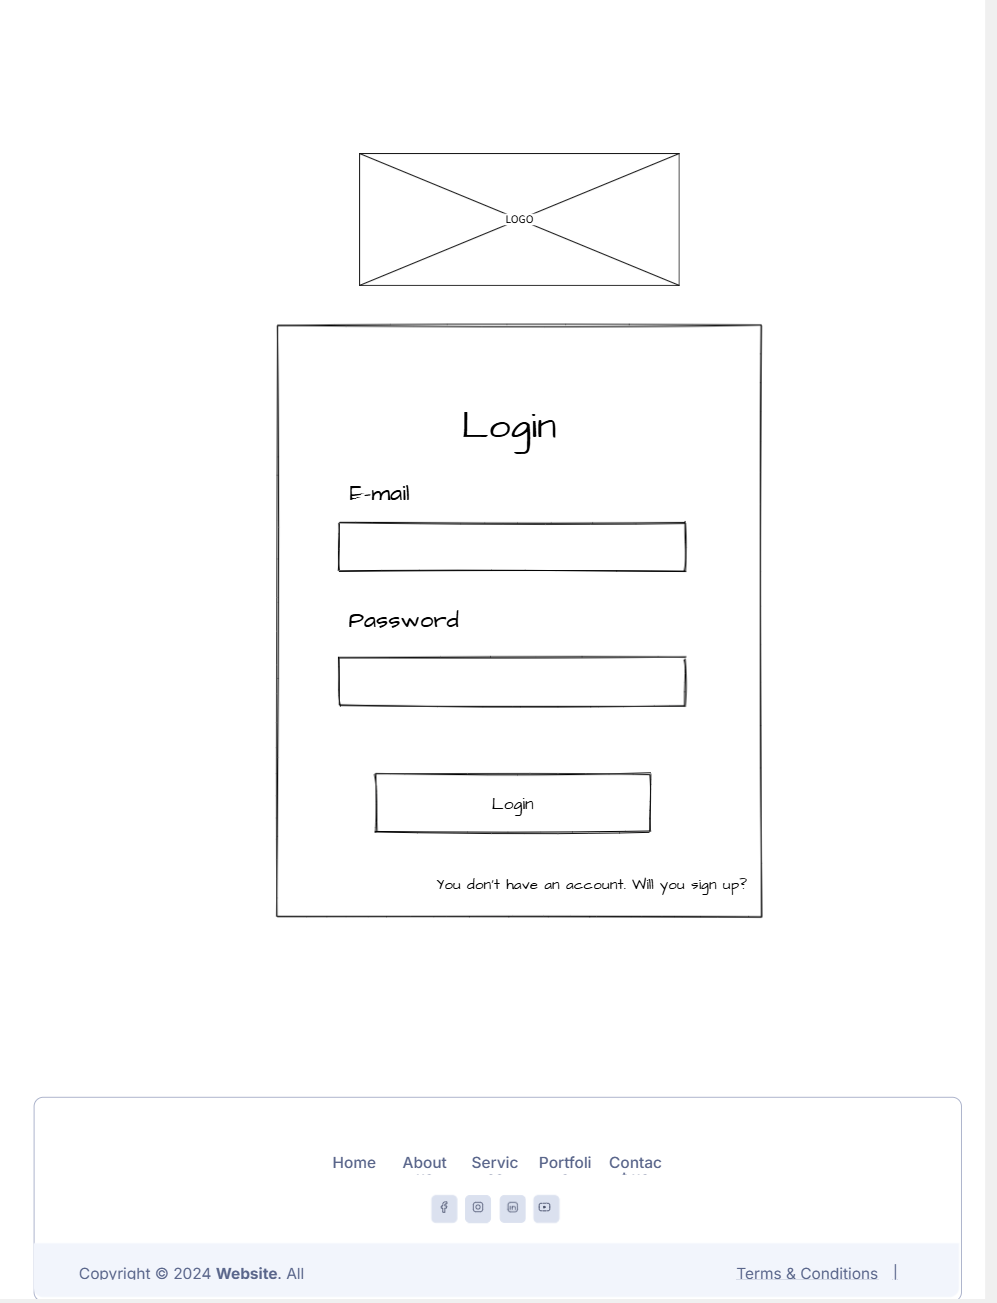 LOGO
Login
E-mail
Password
Login
You don't have an account. Will you sign up?
Home About Servic Portfoli Contac
Copyright © 2024 Website. All
Terms & Conditions |